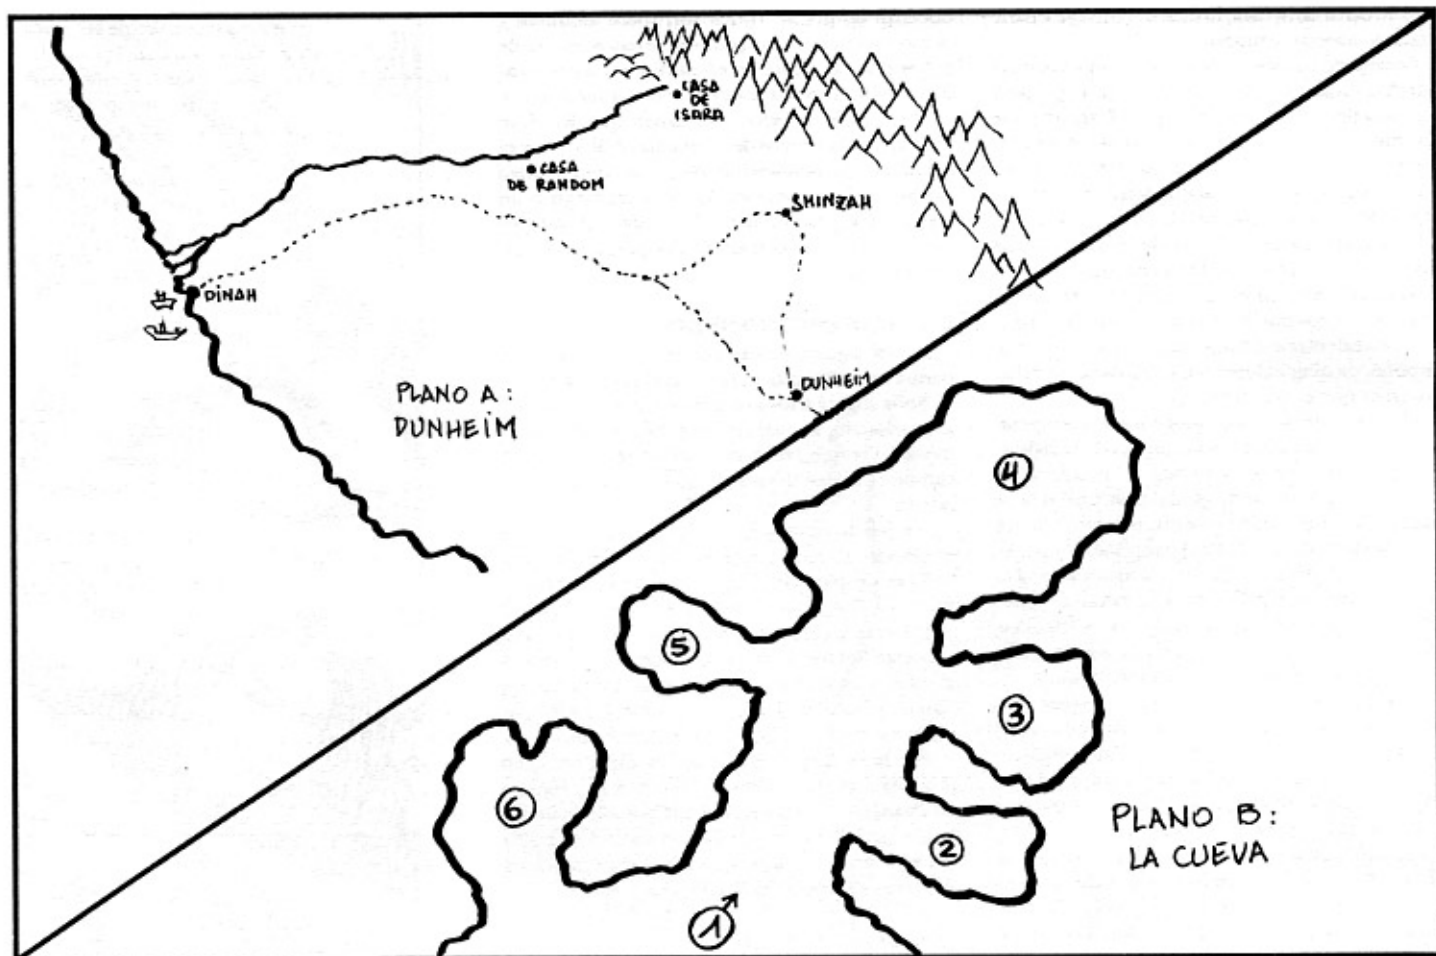 CASA
DE
ISARA
CASA
DE RANDOM
SHINZAH
DINAH
DUNHEIM
PLANO A:
DUNHEIM
4
5
3
6
2
1
PLANO B:
LA CUEVA